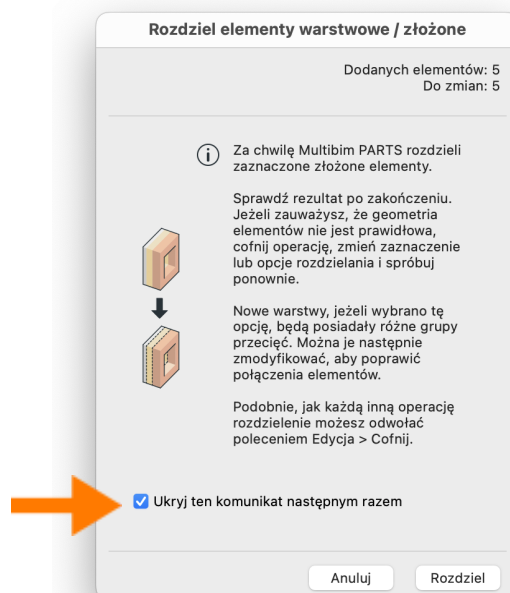 Rozdziel elementy warstwowe / złożone
Dodanych elementów: 5
Do zmian: 5
Za chwilę Multibim PARTS rozdzieli
zaznaczone złożone elementy.
Sprawdź rezultat po zakończeniu.
Jeżeli zauważysz, że geometria
elementów nie jest prawidłowa,
cofnij operację, zmień zaznaczenie
lub opcje rozdzielania i spróbuj
ponownie.
Nowe warstwy, jeżeli wybrano tę
opcję, będą posiadały różne grupy
przecięć. Można je następnie
zmodyfikować, aby poprawić
połączenia elementów.
Podobnie, jak każdą inną operację
rozdzielenie możesz odwołać
poleceniem Edycja > Cofnij.
Ukryj ten komunikat następnym razem
Anuluj
Rozdziel